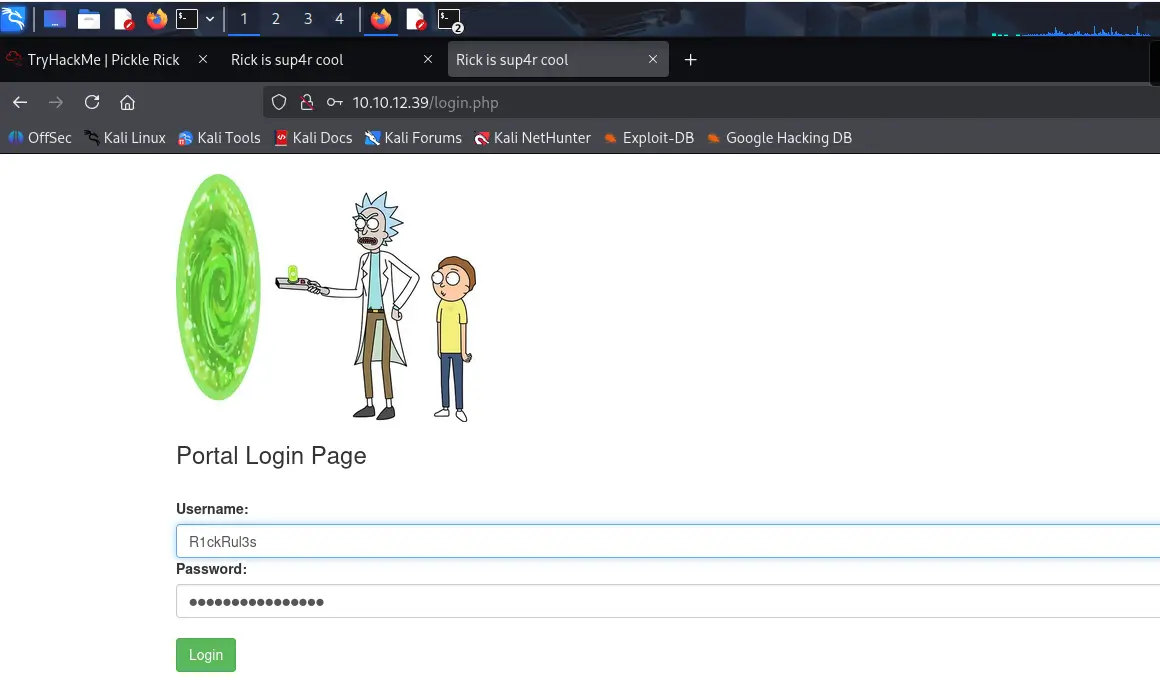 1 2 3 4 2
TryHackMe | Pickle Rick Rick is sup4r cool Rick is sup4r cool
10.10.12.39/login.php
OffSec Kali Linux Kali Tools Kali Docs Kali Forums Kali NetHunter Exploit-DB Google Hacking DB
Portal Login Page
Username:
R1ckRul3s
Password:
Login